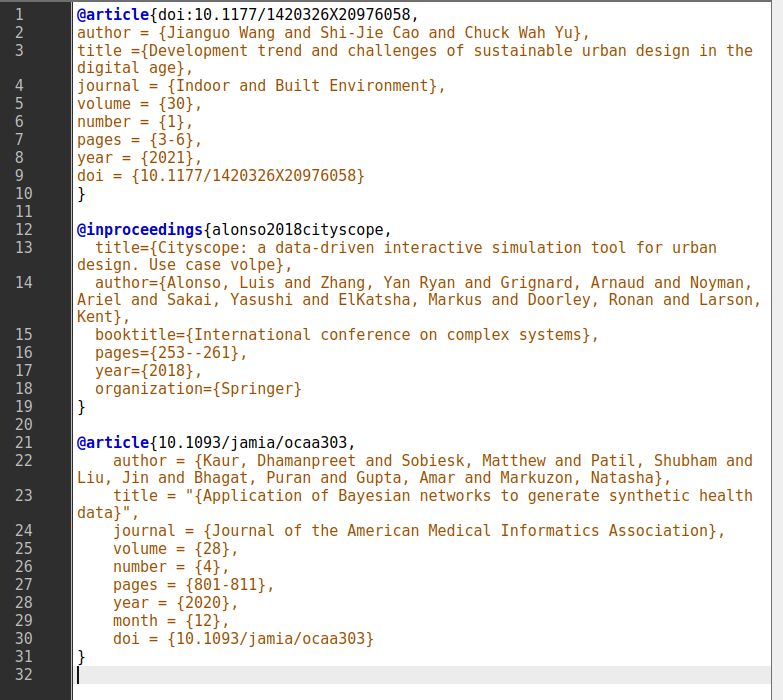 1 @article{doi:10.1177/1420326X20976058,
2 author = {Jianguo Wang and Shi-Jie Cao and Chuck Wah Yu},
3 title ={Development trend and challenges of sustainable urban design in the
digital age},
4 journal = {Indoor and Built Environment},
5 volume = {30},
6 number = {1},
7 pages = {3-6},
8 year = {2021},
9 doi = {10.1177/1420326X20976058}
10 }
11
12 @inproceedings{alonso2018cityscope,
13 title={Cityscope: a data-driven interactive simulation tool for urban
design. Use case volpe},
14 author={Alonso, Luis and Zhang, Yan Ryan and Grignard, Arnaud and Noyman,
Ariel and Sakai, Yasushi and ElKatsha, Markus and Doorley, Ronan and Larson,
Kent},
15 booktitle={International conference on complex systems},
16 pages={253--261},
17 year={2018},
18 organization={Springer}
19 }
20
21 @article{10.1093/jamia/ocaa303,
22 author = {Kaur, Dhamanpreet and Sobiesk, Matthew and Patil, Shubham and
Liu, Jin and Bhagat, Puran and Gupta, Amar and Markuzon, Natasha},
23 title = "{Application of Bayesian networks to generate synthetic health
data}",
24 journal = {Journal of the American Medical Informatics Association},
25 volume = {28},
26 number = {4},
27 pages = {801-811},
28 year = {2020},
29 month = {12},
30 doi = {10.1093/jamia/ocaa303}
31 }
32